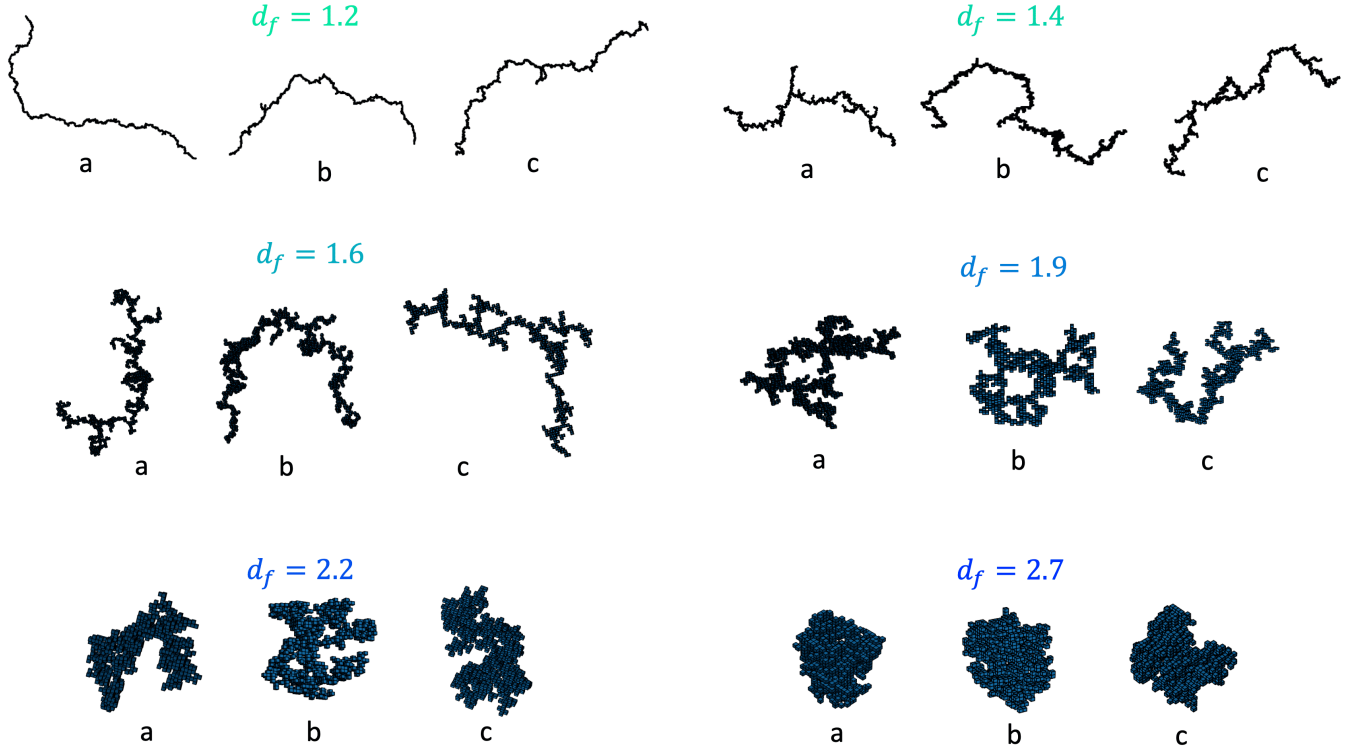 d_f = 1.2
d_f = 1.4
a
b
c
a
b
c
d_f = 1.6
d_f = 1.9
a
b
c
a
b
c
d_f = 2.2
d_f = 2.7
a
b
c
a
b
c